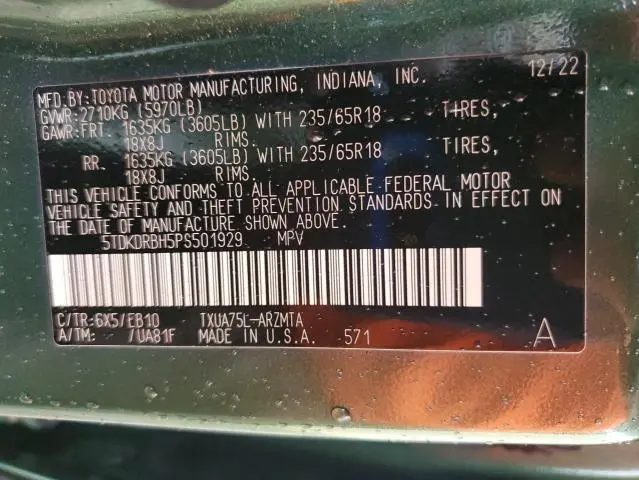 MFD.BY:TOYOTA MOTOR MANUFACTURING, INDIANA, INC. 12/22
GVWR:2710KG (5970LB)
GAWR:FRT. 1635KG (3605LB) WITH 235/65R18 TIRES,
18X8J RIMS.
RR. 1635KG (3605LB) WITH 235/65R18 TIRES,
18X8J RIMS.
THIS VEHICLE CONFORMS TO ALL APPLICABLE FEDERAL MOTOR
VEHICLE SAFETY AND THEFT PREVENTION STANDARDS IN EFFECT ON
THE DATE OF MANUFACTURE SHOWN ABOVE.
5TDKDRBH5PS501929 MPV
C/TR:6X5/EB10 TXUA75L-ARZMTA
A/TM: - /UA81F MADE IN U.S.A. 571 A